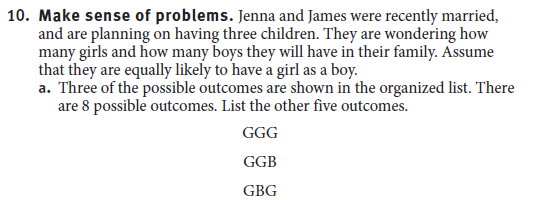 10. Make sense of problems. Jenna and James were recently married,
and are planning on having three children. They are wondering how
many girls and how many boys they will have in their family. Assume
that they are equally likely to have a girl as a boy.
a. Three of the possible outcomes are shown in the organized list. There
are 8 possible outcomes. List the other five outcomes.
GGG
GGB
GBG